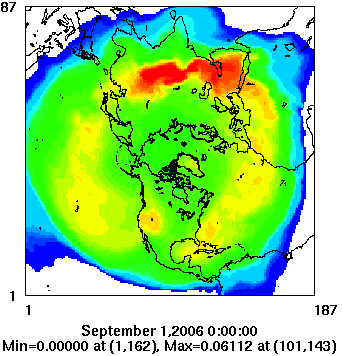 87
1
1 187
September 1,2006 0:00:00
Min=0.00000 at (1,162), Max=0.06112 at (101,143)